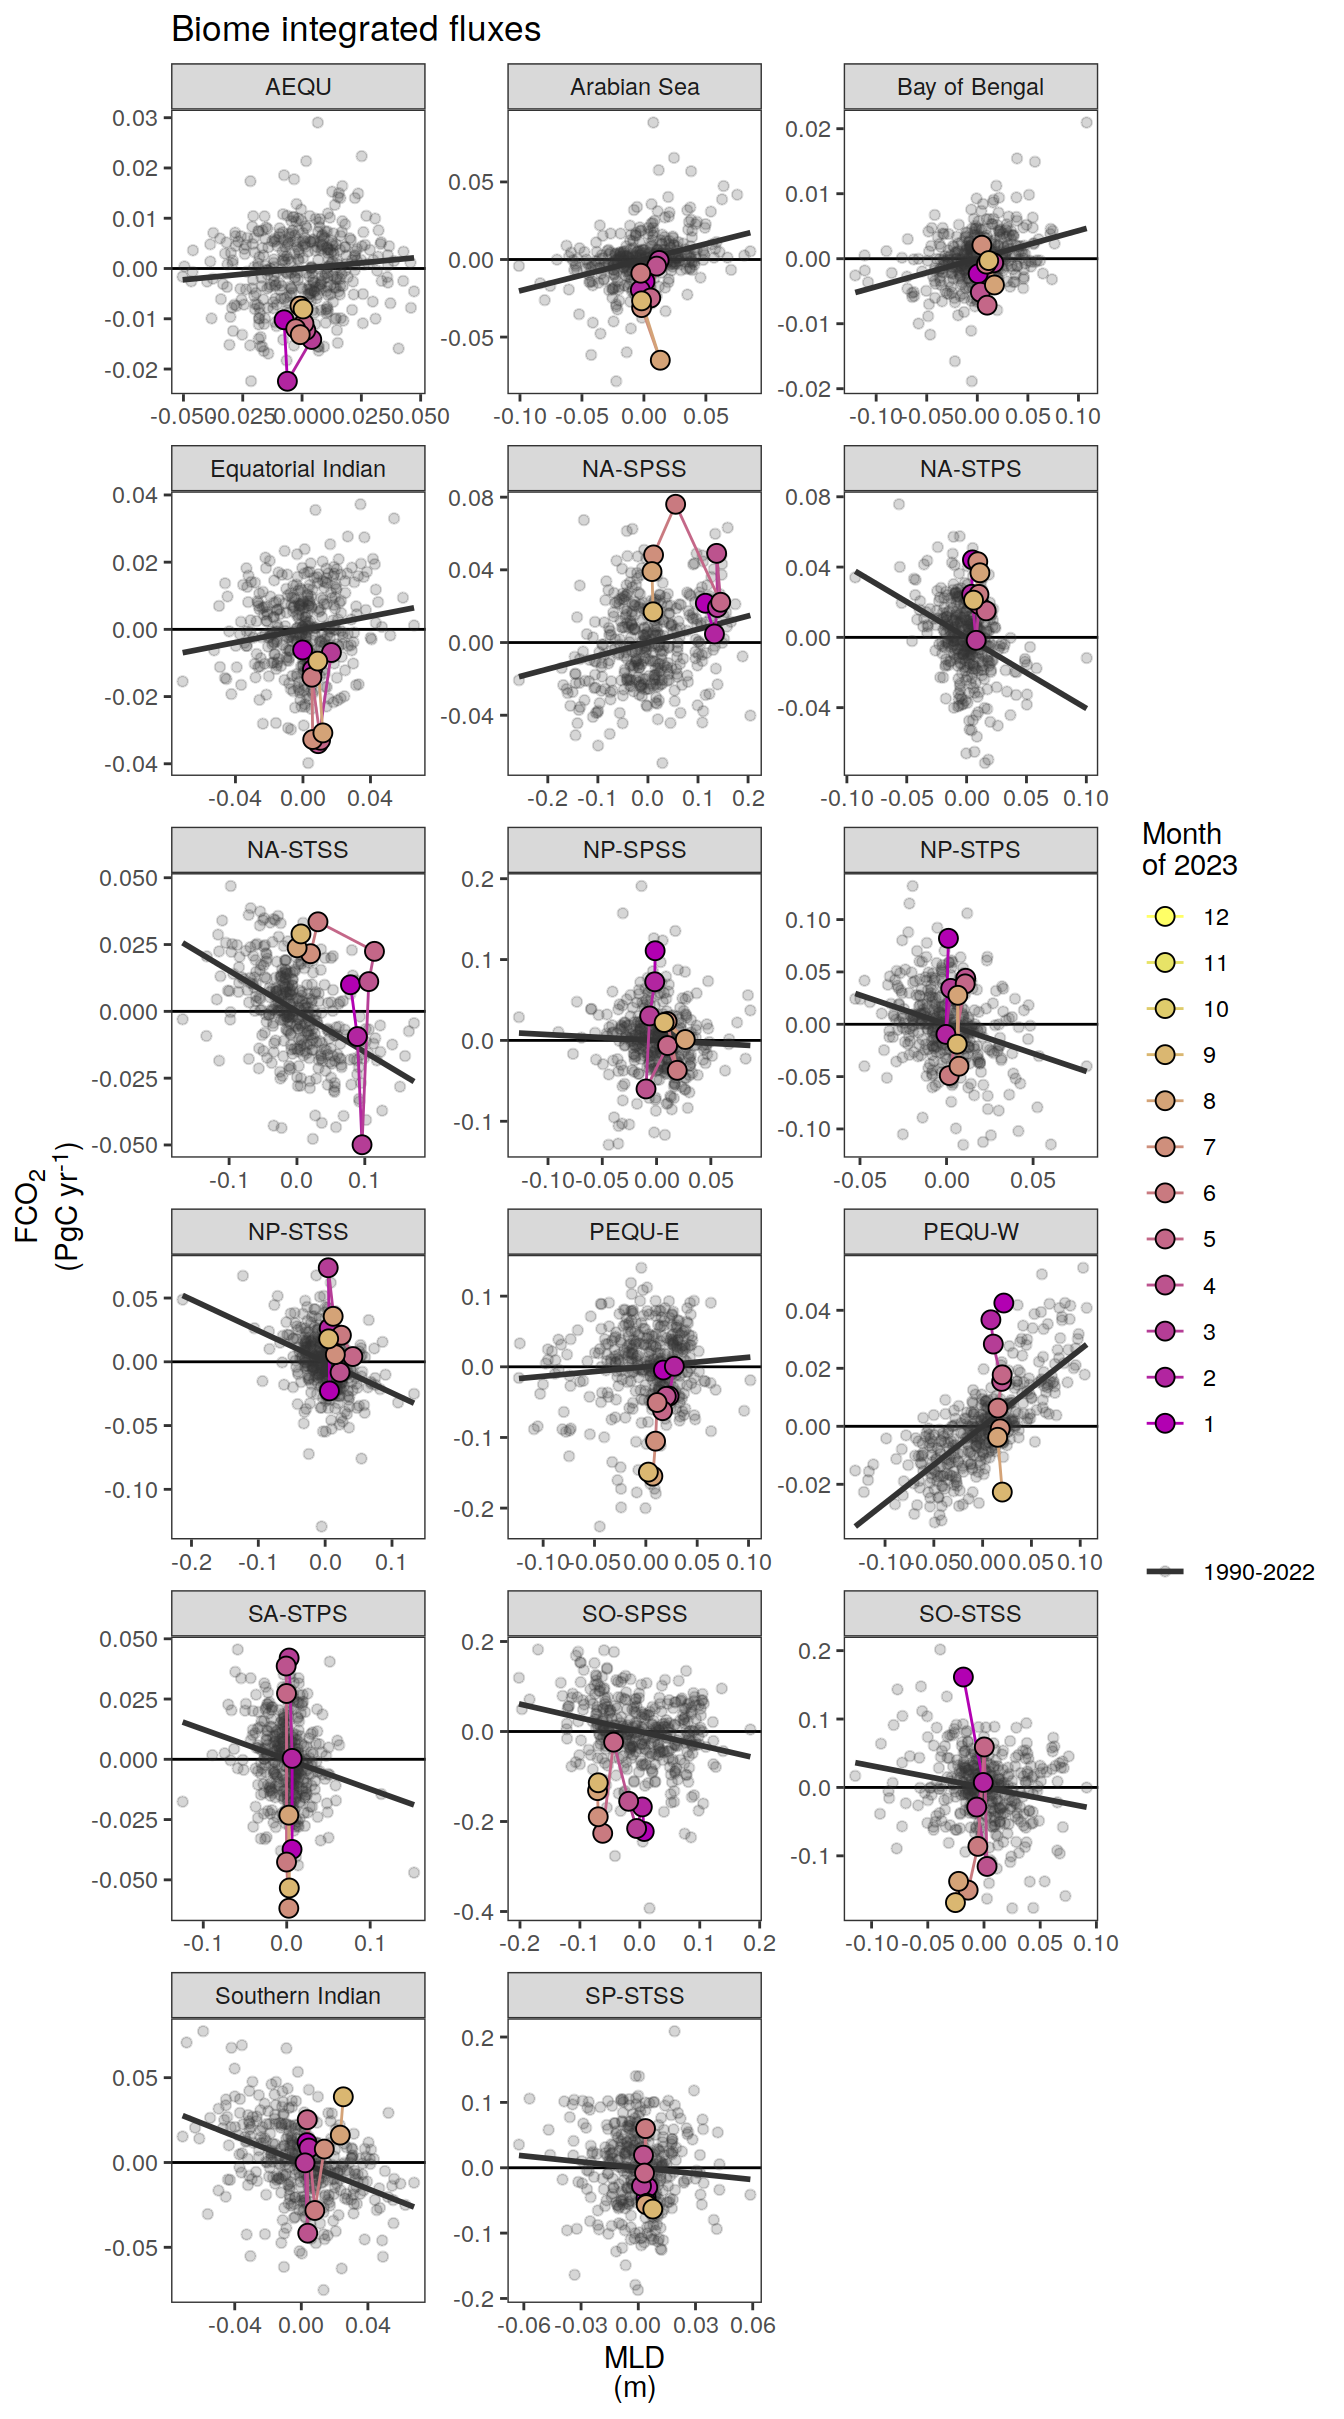 Biome integrated fluxes
AEQU Arabian Sea Bay of Bengal
0.03
0.02
0.01
0.00
-0.01
-0.02
0.05
0.00
-0.05
0.02
0.01
0.00
-0.01
-0.02
-0.050 -0.025 0.000 0.025 0.050
-0.10 -0.05 0.00 0.05
-0.10 -0.05 0.00 0.05 0.10
Equatorial Indian NA-SPSS NA-STPS
0.04
0.02
0.00
-0.02
-0.04
0.08
0.04
0.00
-0.04
0.08
0.04
0.00
-0.04
-0.04 0.00 0.04
-0.2 -0.1 0.0 0.1 0.2
-0.10 -0.05 0.00 0.05 0.10
NA-STSS NP-SPSS NP-STPS
0.050
0.025
0.000
-0.025
-0.050
0.2
0.1
0.0
-0.1
0.10
0.05
0.00
-0.05
-0.10
-0.1 0.0 0.1
-0.10 -0.05 0.00 0.05
-0.05 0.00 0.05
NP-STSS PEQU-E PEQU-W
0.05
0.00
-0.05
-0.10
0.1
0.0
-0.1
-0.2
0.04
0.02
0.00
-0.02
-0.2 -0.1 0.0 0.1
-0.10 -0.05 0.00 0.05 0.10
-0.10 -0.05 0.00 0.05 0.10
SA-STPS SO-SPSS SO-STSS
0.050
0.025
0.000
-0.025
-0.050
0.2
0.0
-0.2
-0.4
0.2
0.1
0.0
-0.1
-0.1 0.0 0.1
-0.2 -0.1 0.0 0.1 0.2
-0.10 -0.05 0.00 0.05 0.10
Southern Indian SP-STSS
0.05
0.00
-0.05
0.2
0.1
0.0
-0.1
-0.2
-0.04 0.00 0.04
-0.06 -0.03 0.00 0.03 0.06
MLD
(m)
FCO₂
(PgC yr⁻¹)
Month
of 2023
12
11
10
9
8
7
6
5
4
3
2
1
1990-2022